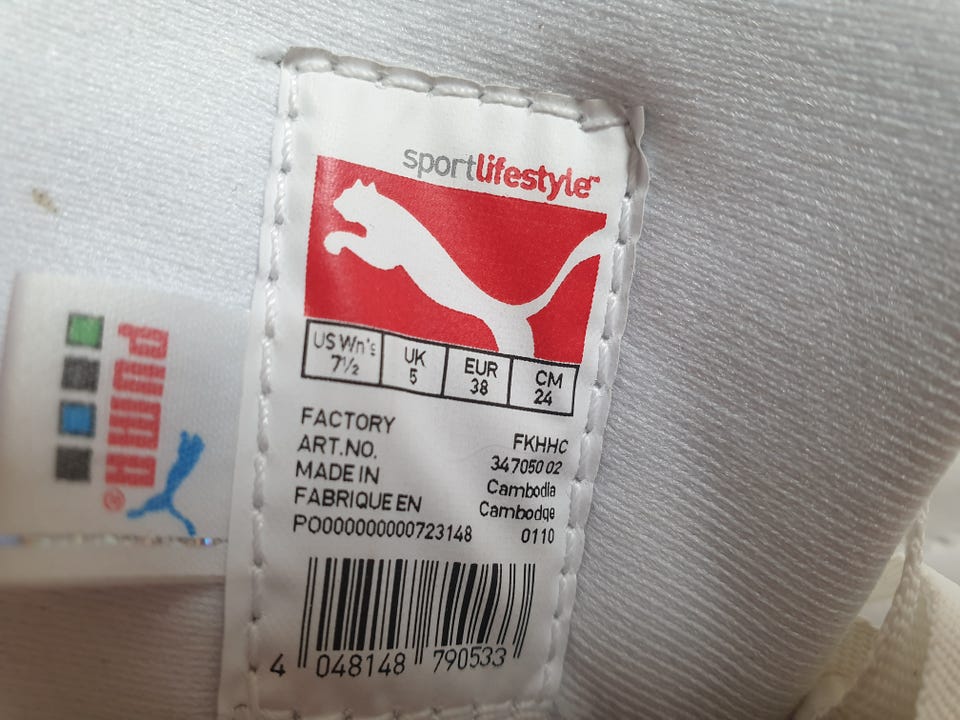 sportlifestyle™
US Wn's UK EUR CM
7½ 5 38 24
FACTORY FKHHC
ART.NO. 347050 02
MADE IN Cambodia
FABRIQUE EN Cambodge
PO000000000723148 0110
4 048148 790533
PUMA®